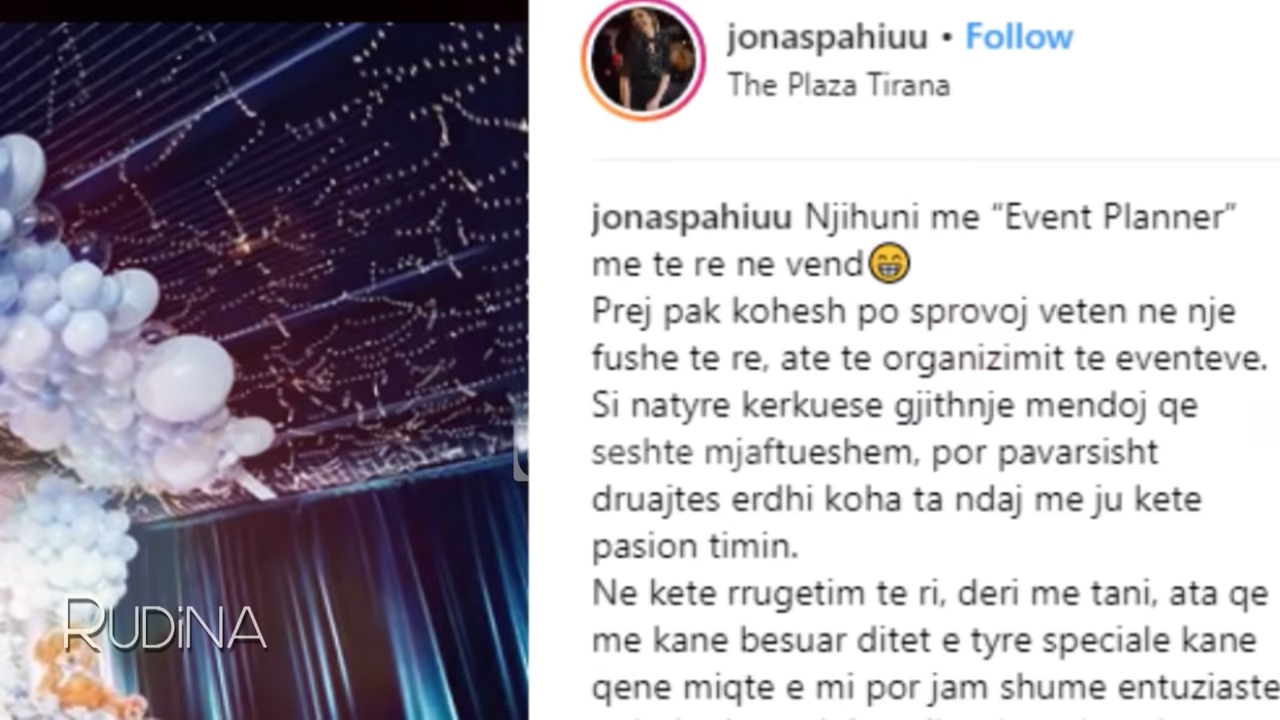 jonaspahiuu • Follow
The Plaza Tirana
jonaspahiuu Njihuni me “Event Planner”
me te re ne vend😁
Prej pak kohesh po sprovoj veten ne nje
fushe te re, ate te organizimit te eventeve.
Si natyre kerkuese gjithnje mendoj qe
seshte mjaftueshem, por pavarsisht
druajtes erdhi koha ta ndaj me ju kete
pasion timin.
Ne kete rrugetim te ri, deri me tani, ata qe
me kane besuar ditet e tyre speciale kane
qene miqte e mi por jam shume entuziaste
RUDiNA